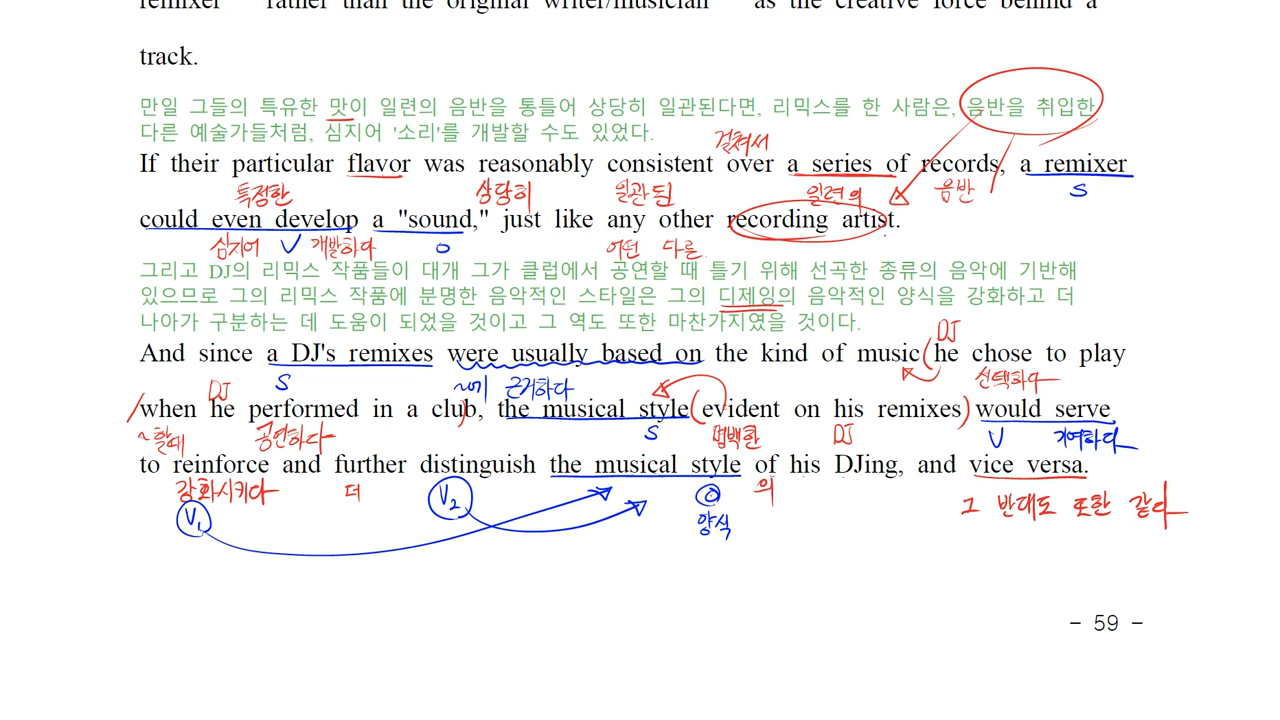 remixer rather than the original writer/musician as the creative force behind a
track.
만일 그들의 특유한 맛이 일련의 음반을 통틀어 상당히 일관된다면, 리믹스를 한 사람은, 음반을 취입한
다른 예술가들처럼, 심지어 '소리'를 개발할 수도 있었다.
걸쳐서
If their particular flavor was reasonably consistent over a series of records, a remixer
특정한 상당히 일관된 일련의 음반 S
could even develop a "sound," just like any other recording artist.
심지어 V 개발하다 O 어떤 다른
그리고 DJ의 리믹스 작품들이 대개 그가 클럽에서 공연할 때 틀기 위해 선곡한 종류의 음악에 기반해
있으므로 그의 리믹스 작품에 분명한 음악적인 스타일은 그의 디제잉의 음악적인 양식을 강화하고 더
나아가 구분하는 데 도움이 되었을 것이고 그 역도 또한 마찬가지였을 것이다.
DJ
And since a DJ's remixes were usually based on the kind of music (he chose to play
DJ S ~에 근거하다 선택하다
/when he performed in a club), the musical style (evident on his remixes) would serve
~할때 공연하다 S 명백한 DJ V 기여하다
to reinforce and further distinguish the musical style of his DJing, and vice versa.
강화시키다 더 V2 O 의 그 반대도 또한 같다
V1 양식
- 59 -